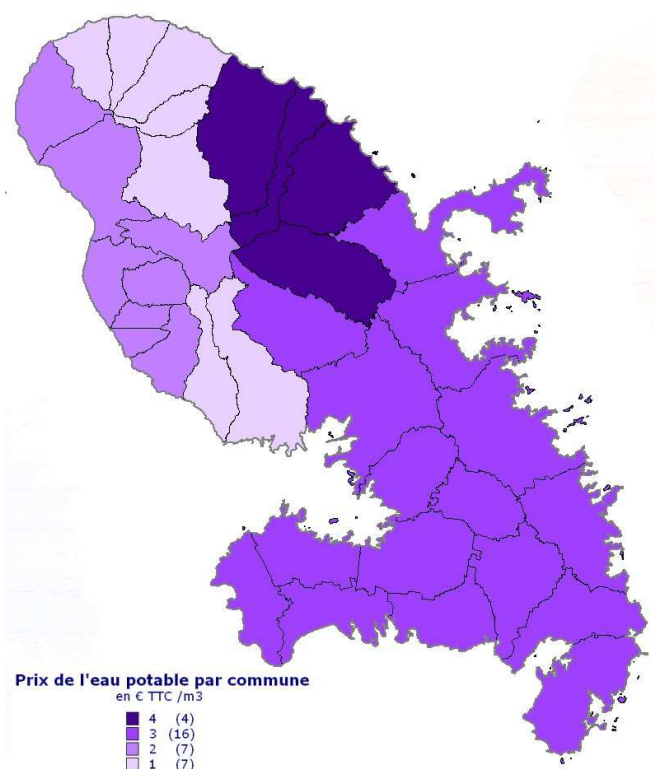 Prix de l'eau potable par commune
en € TTC /m3
4 (4)
3 (16)
2 (7)
1 (7)